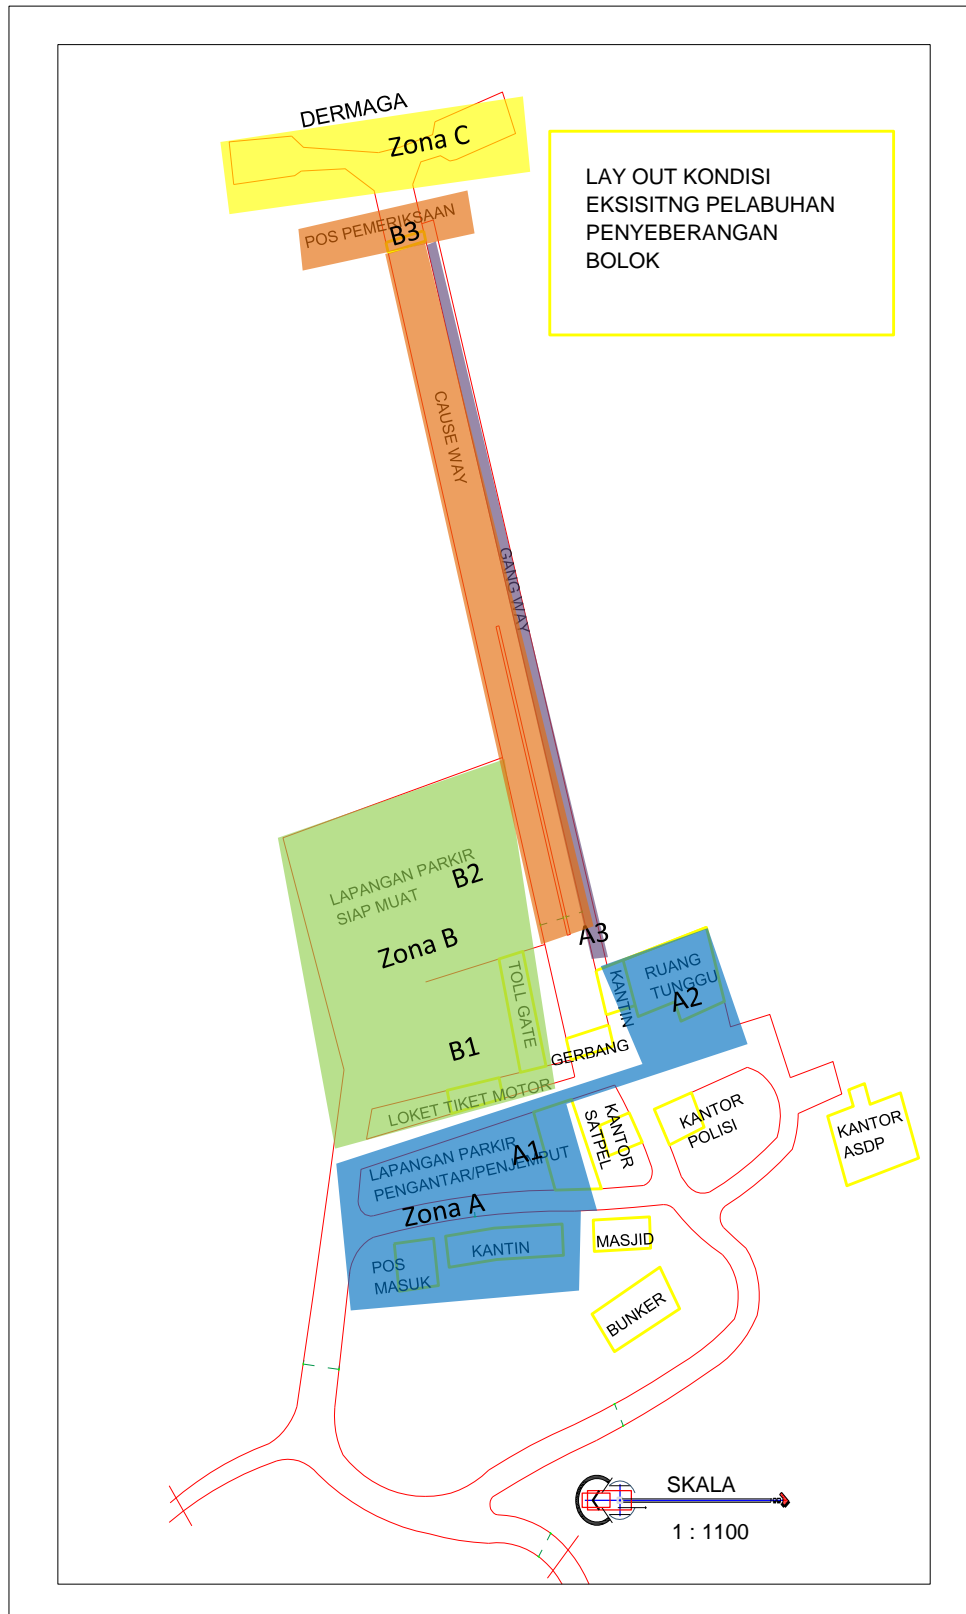 DERMAGA
Zona C
LAY OUT KONDISI
EKSISITNG PELABUHAN
PENYEBERANGAN
BOLOK
POS PEMERIKSAAN
B3
CAUSE WAY
GANG WAY
LAPANGAN PARKIR
SIAP MUAT
B2
Zona B
A3
TOLL GATE
KANTIN
RUANG
TUNGGU
A2
B1
GERBANG
LOKET TIKET MOTOR
LAPANGAN PARKIR
PENGANTAR/PENJEMPUT
A1
KANTOR
SATPEL
KANTOR
POLISI
KANTOR
ASDP
Zona A
POS
MASUK
KANTIN
MASJID
BUNKER
SKALA
1 : 1100